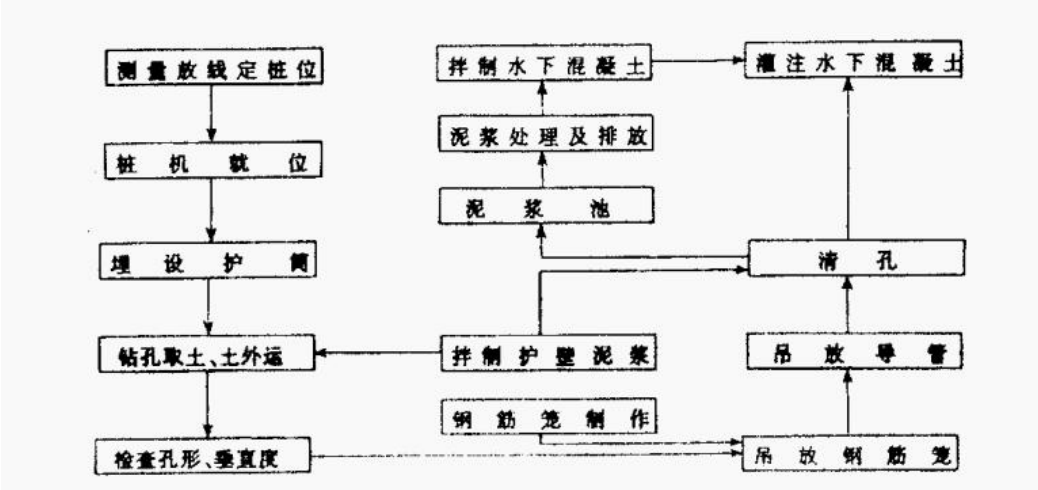 测量放线定桩位
桩机就位
埋设护筒
钻孔取土、土外运
检查孔形、垂直度
拌制水下混凝土
泥浆处理及排放
泥浆池
拌制护壁泥浆
钢筋笼制作
灌注水下混凝土
清孔
吊放导管
吊放钢筋笼